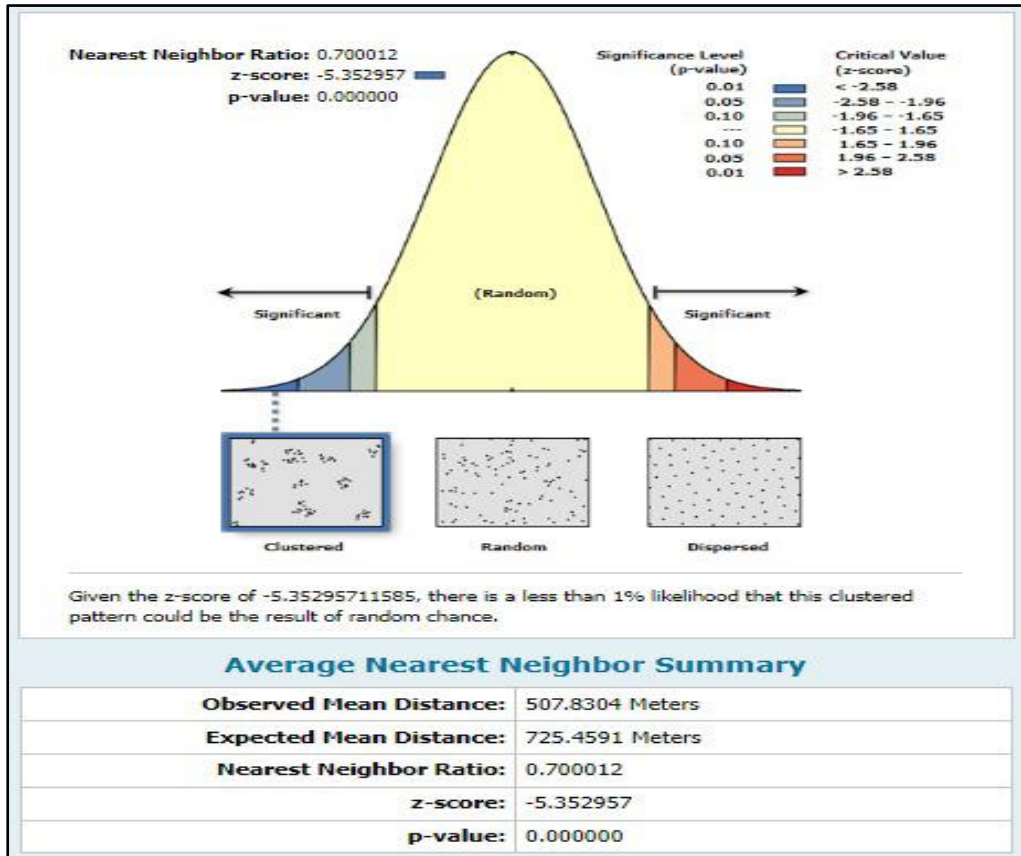 Nearest Neighbor Ratio: 0.700012
z-score: -5.352957
p-value: 0.000000
Significance Level
(p-value)
Critical Value
(z-score)
0.01 < -2.58
0.05 -2.58 - -1.96
0.10 -1.96 - -1.65
--- -1.65 - 1.65
0.10 1.65 - 1.96
0.05 1.96 - 2.58
0.01 > 2.58
(Random)
Significant
Significant
Clustered
Random
Dispersed
Given the z-score of -5.35295711585, there is a less than 1% likelihood that this clustered
pattern could be the result of random chance.
Average Nearest Neighbor Summary
Observed Mean Distance: 507.8304 Meters
Expected Mean Distance: 725.4591 Meters
Nearest Neighbor Ratio: 0.700012
z-score: -5.352957
p-value: 0.000000